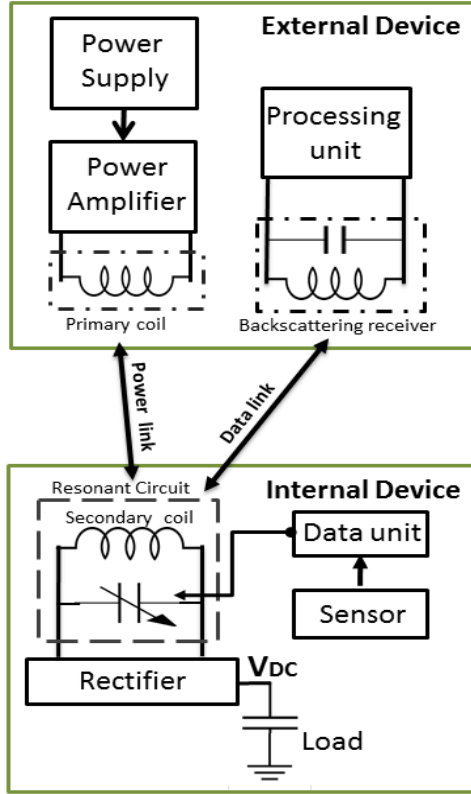 External Device
Power
Supply
Processing
unit
Power
Amplifier
Primary coil
Backscattering receiver
Power link
Data link
Resonant Circuit
Internal Device
Secondary coil
Data unit
Sensor
Rectifier
VDC
Load